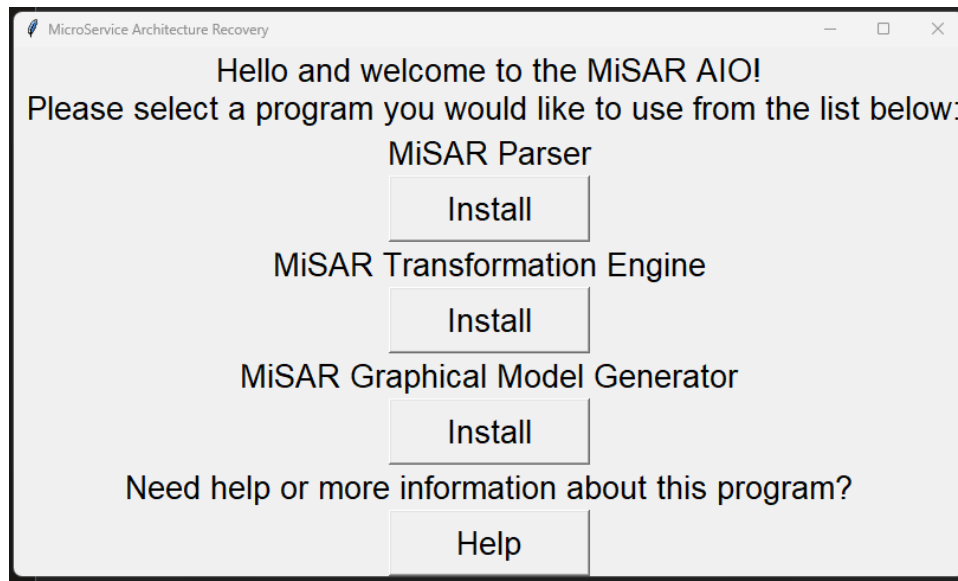 MicroService Architecture Recovery
Hello and welcome to the MiSAR AIO!
Please select a program you would like to use from the list below:
MiSAR Parser
Install
MiSAR Transformation Engine
Install
MiSAR Graphical Model Generator
Install
Need help or more information about this program?
Help